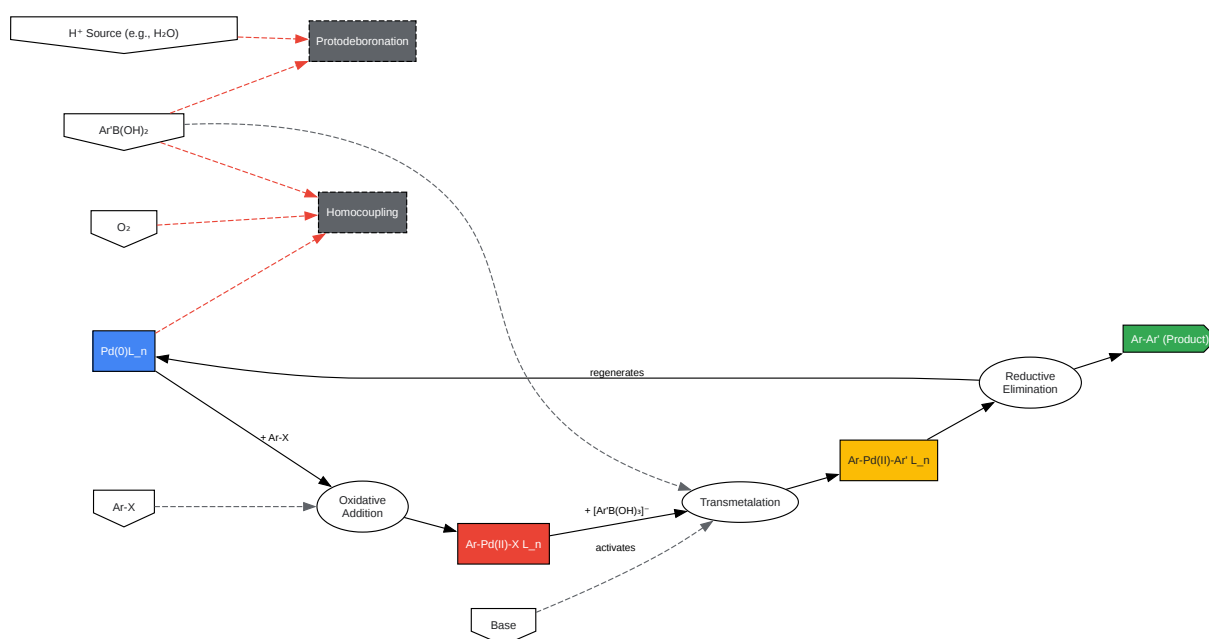 H⁺ Source (e.g., H₂O)
Protodeboronation
Ar'B(OH)₂
Homocoupling
O₂
Pd(0)L_n
Ar-Ar' (Product)
regenerates
Reductive
Elimination
+ Ar-X
Ar-Pd(II)-Ar' L_n
Ar-X
Oxidative
Addition
Transmetalation
+ [Ar'B(OH)₃]⁻
Ar-Pd(II)-X L_n
activates
Base